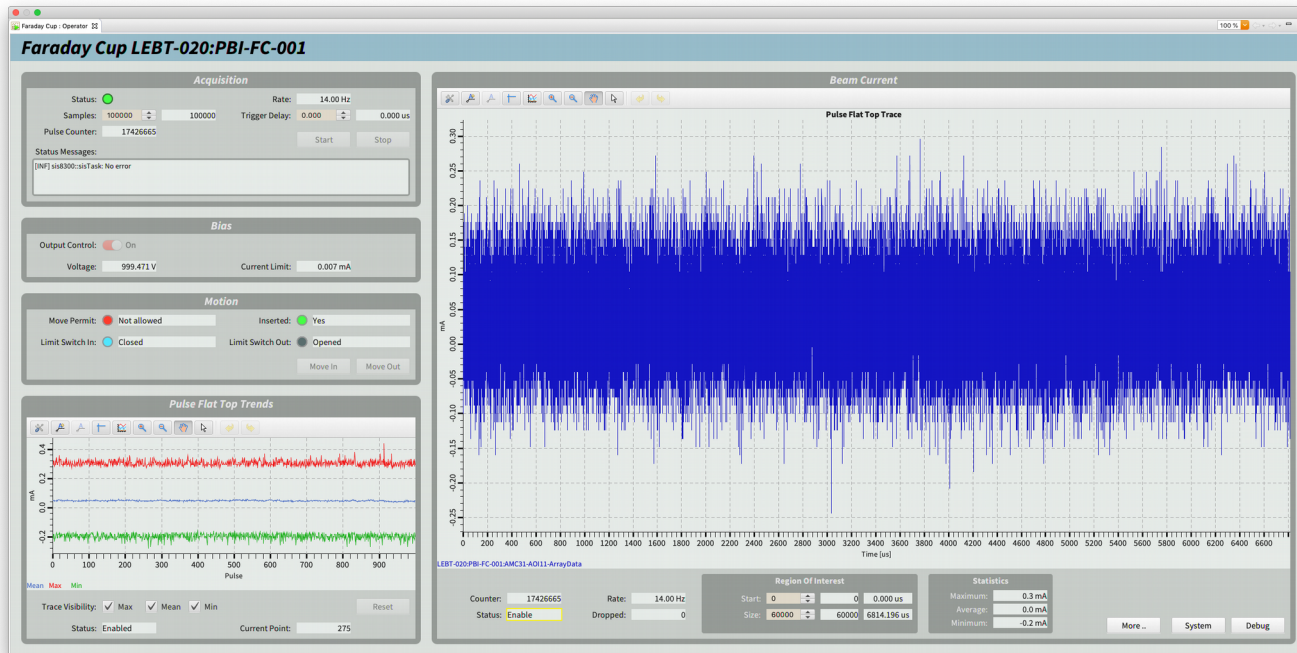 Faraday Cup : Operator
100 %
Faraday Cup LEBT-020:PBI-FC-001
Acquisition
Status: Rate: 14.00 Hz
Samples: 100000 100000 Trigger Delay: 0.000 0.000 us
Pulse Counter: 17426665 Start Stop
Status Messages:
[INF] sis8300::sisTask: No error
Bias
Output Control: On
Voltage: 999.471 V Current Limit: 0.007 mA
Motion
Move Permit: Not allowed Inserted: Yes
Limit Switch In: Closed Limit Switch Out: Opened
Move In Move Out
Pulse Flat Top Trends
0.4
0.2
0.0
-0.2
mA
0 100 200 300 400 500 600 700 800 900
Pulse
Mean Max Min
Trace Visibility: Max Mean Min Reset
Status: Enabled Current Point: 275
Beam Current
Pulse Flat Top Trace
0.30
0.25
0.20
0.15
0.10
0.05
0.00
-0.05
-0.10
-0.15
-0.20
-0.25
mA
0 200 400 600 800 1000 1200 1400 1600 1800 2000 2200 2400 2600 2800 3000 3200 3400 3600 3800 4000 4200 4400 4600 4800 5000 5200 5400 5600 5800 6000 6200 6400 6600
Time [us]
LEBT-020:PBI-FC-001:AMC31-AOI11-ArrayData
Counter: 17426665 Rate: 14.00 Hz
Status: Enable Dropped: 0
Region Of Interest
Start: 0 0 0.000 us
Size: 60000 60000 6814.196 us
Statistics
Maximum: 0.3 mA
Average: 0.0 mA
Minimum: -0.2 mA
More .. System Debug